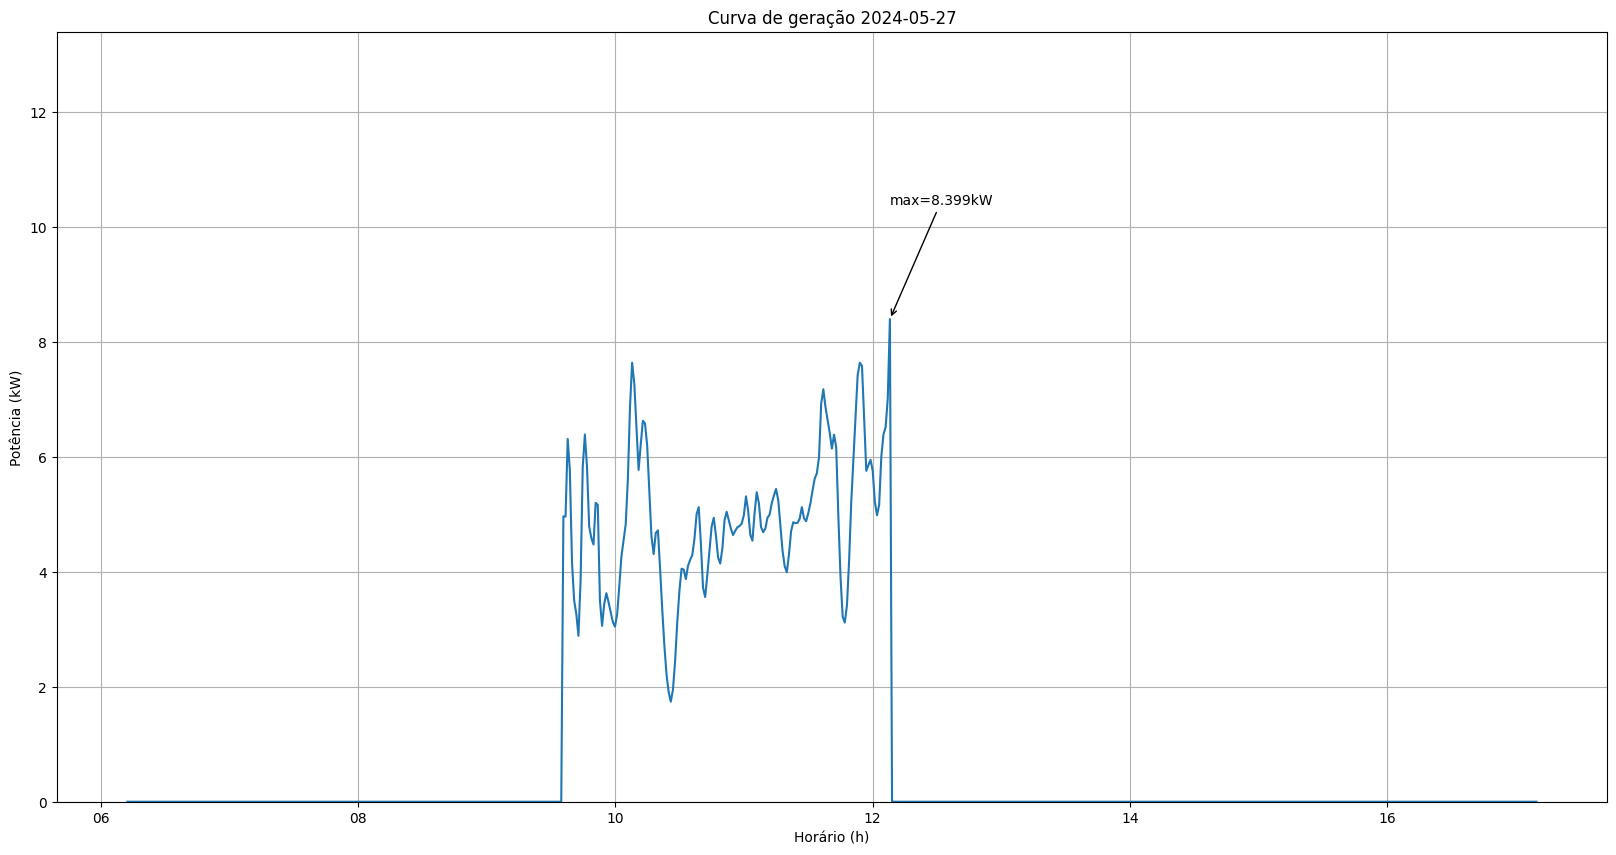 Curva de geração 2024-05-27
12
max=8.399kW
10
8
Potência (kW)
6
4
2
0
06 08 10 12 14 16
Horário (h)